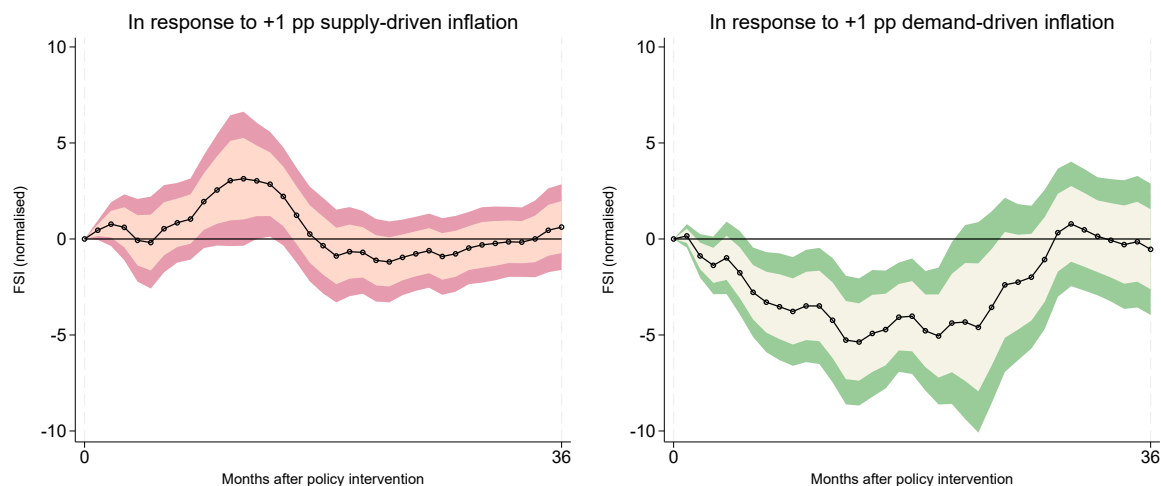 In response to +1 pp supply-driven inflation
10
5
0
-5
-10
FSI (normalised)
0
36
Months after policy intervention
In response to +1 pp demand-driven inflation
10
5
0
-5
-10
FSI (normalised)
0
36
Months after policy intervention